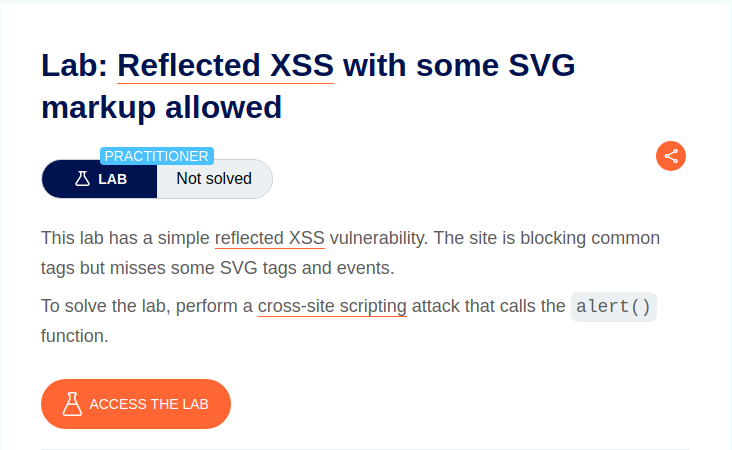 Lab: Reflected XSS with some SVG
markup allowed
PRACTITIONER
LAB
Not solved
This lab has a simple reflected XSS vulnerability. The site is blocking common
tags but misses some SVG tags and events.
To solve the lab, perform a cross-site scripting attack that calls the alert()
function.
ACCESS THE LAB